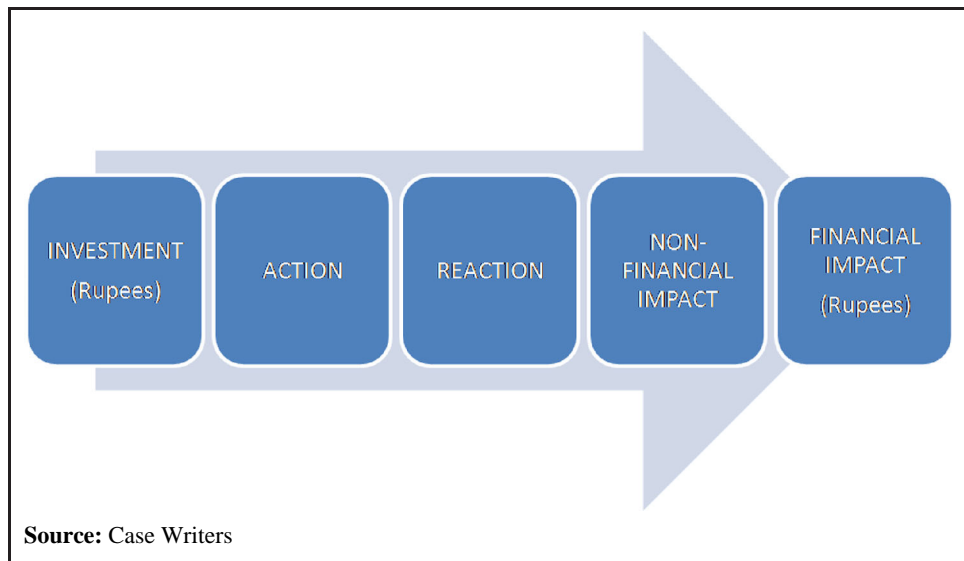 INVESTMENT
(Rupees)
ACTION
REACTION
NON-
FINANCIAL
IMPACT
FINANCIAL
IMPACT
(Rupees)
Source: Case Writers